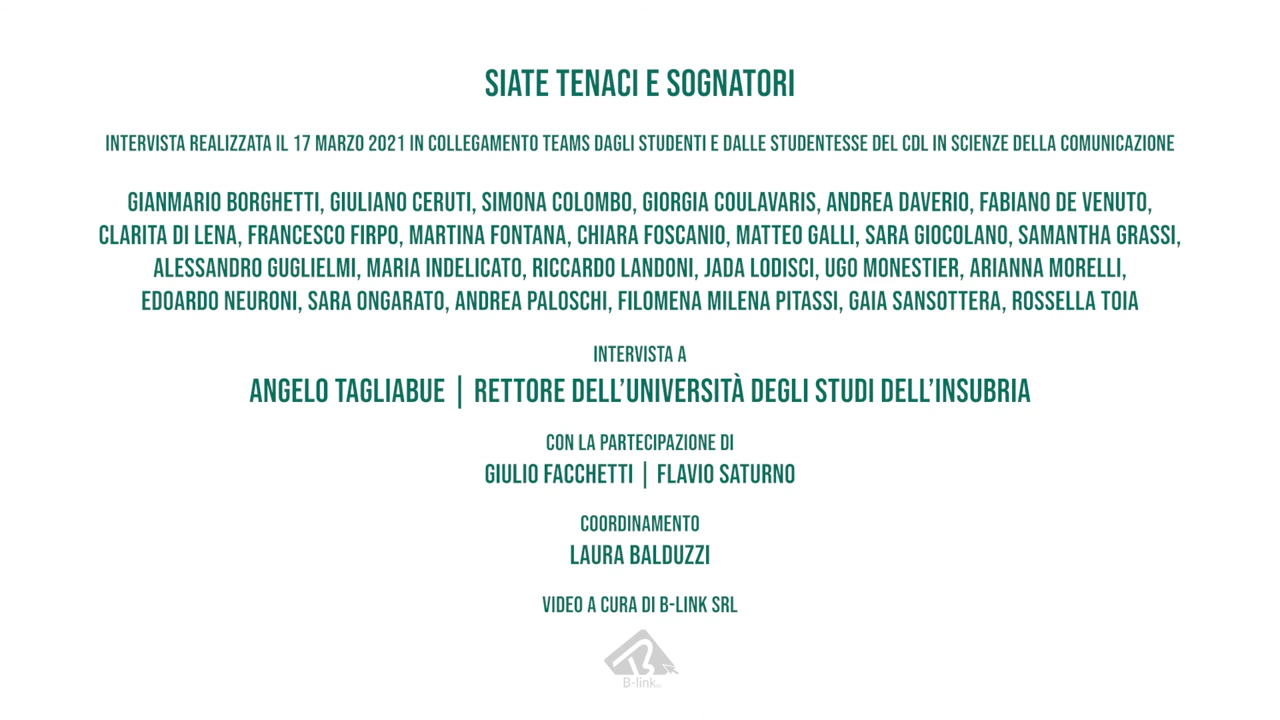 SIATE TENACI E SOGNATORI
INTERVISTA REALIZZATA IL 17 MARZO 2021 IN COLLEGAMENTO TEAMS DAGLI STUDENTI E DALLE STUDENTESSE DEL CDL IN SCIENZE DELLA COMUNICAZIONE
GIANMARIO BORGHETTI, GIULIANO CERUTI, SIMONA COLOMBO, GIORGIA COULAVARIS, ANDREA DAVERIO, FABIANO DE VENUTO,
CLARITA DI LENA, FRANCESCO FIRPO, MARTINA FONTANA, CHIARA FOSCANIO, MATTEO GALLI, SARA GIOCOLANO, SAMANTHA GRASSI,
ALESSANDRO GUGLIELMI, MARIA INDELICATO, RICCARDO LANDONI, JADA LODISCI, UGO MONESTIER, ARIANNA MORELLI,
EDOARDO NEURONI, SARA ONGARATO, ANDREA PALOSCHI, FILOMENA MILENA PITASSI, GAIA SANSOTTERA, ROSSELLA TOIA
INTERVISTA A
ANGELO TAGLIABUE | RETTORE DELL'UNIVERSITÀ DEGLI STUDI DELL'INSUBRIA
CON LA PARTECIPAZIONE DI
GIULIO FACCHETTI | FLAVIO SATURNO
COORDINAMENTO
LAURA BALDUZZI
VIDEO A CURA DI B-LINK SRL
B-link